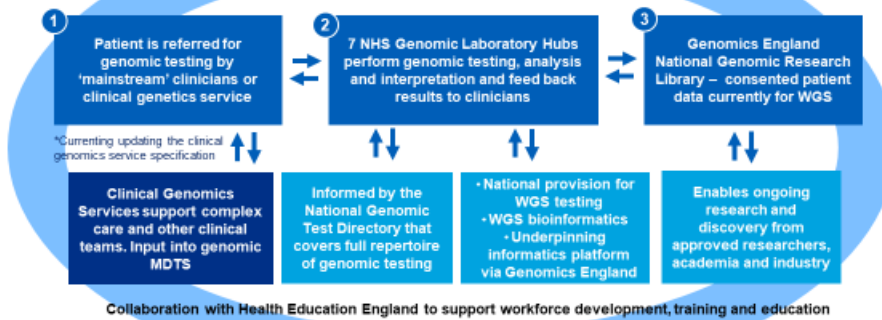 1
Patient is referred for
genomic testing by
‘mainstream’ clinicians or
clinical genetics service
2
7 NHS Genomic Laboratory Hubs
perform genomic testing, analysis
and interpretation and feed back
results to clinicians
3
Genomics England
National Genomic Research
Library – consented patient
data currently for WGS
*Currenting updating the clinical
genomics service specification
Clinical Genomics
Services support complex
care and other clinical
teams. Input into genomic
MDTS
Informed by the
National Genomic
Test Directory that
covers full repertoire
of genomic testing
• National provision for
WGS testing
• WGS bioinformatics
• Underpinning
informatics platform
via Genomics England
Enables ongoing
research and
discovery from
approved researchers,
academia and industry
Collaboration with Health Education England to support workforce development, training and education